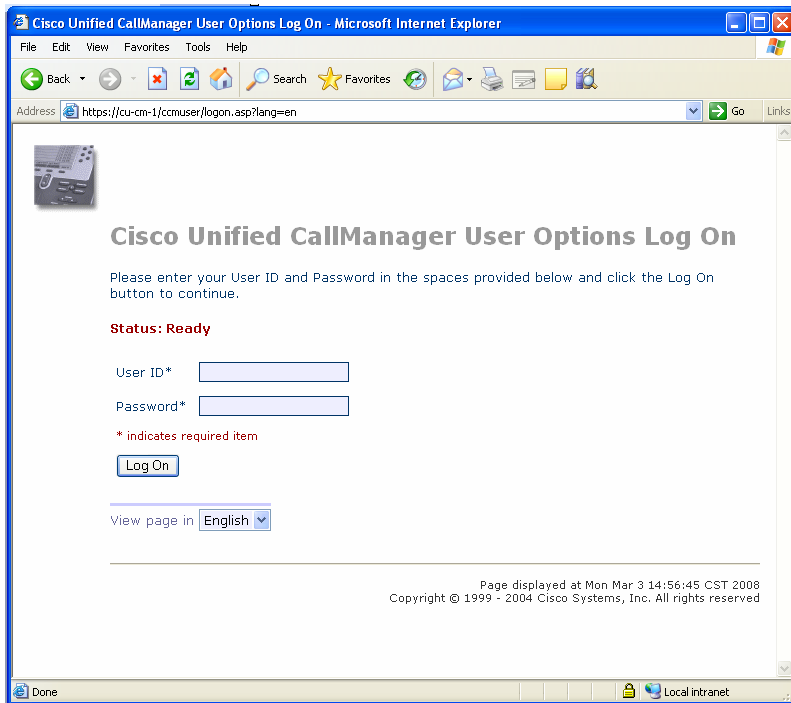 Cisco Unified CallManager User Options Log On - Microsoft Internet Explorer
File Edit View Favorites Tools Help
Back Search Favorites
Address https://cu-cm-1/ccmuser/logon.asp?lang=en Go Links
Cisco Unified CallManager User Options Log On
Please enter your User ID and Password in the spaces provided below and click the Log On
button to continue.
Status: Ready
User ID*
Password*
* indicates required item
Log On
View page in English
Page displayed at Mon Mar 3 14:56:45 CST 2008
Copyright © 1999 - 2004 Cisco Systems, Inc. All rights reserved
Done Local intranet